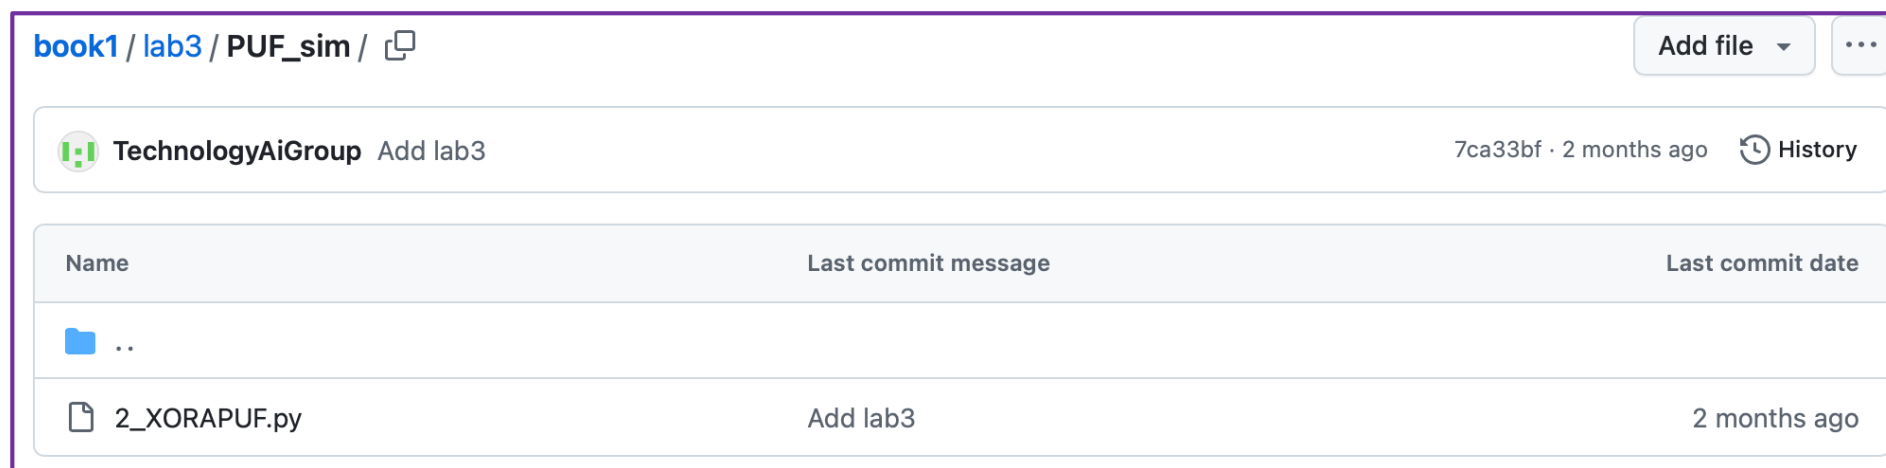 book1 / lab3 / PUF_sim /
Add file
...
TechnologyAiGroup Add lab3
7ca33bf · 2 months ago
History
Name
Last commit message
Last commit date
..
2_XORAPUF.py
Add lab3
2 months ago